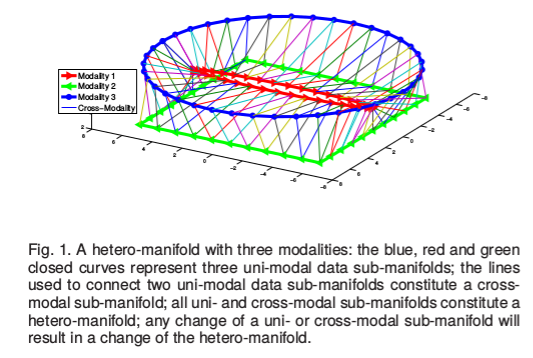 Modality 1
Modality 2
Modality 3
Cross-Modality
Fig. 1. A hetero-manifold with three modalities: the blue, red and green
closed curves represent three uni-modal data sub-manifolds; the lines
used to connect two uni-modal data sub-manifolds constitute a cross-
modal sub-manifold; all uni- and cross-modal sub-manifolds constitute a
hetero-manifold; any change of a uni- or cross-modal sub-manifold will
result in a change of the hetero-manifold.